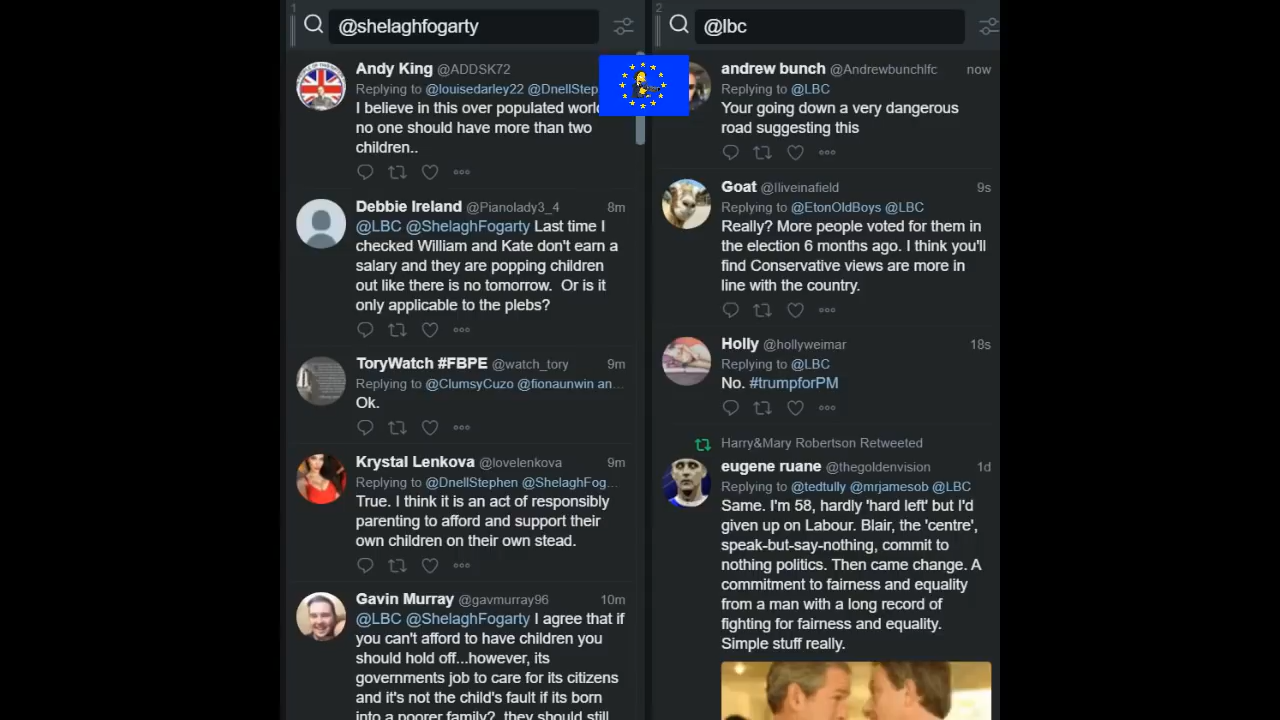 1
@shelaghfogarty
Andy King @ADDSK72
Replying to @louisedarley22 @DnellStep
I believe in this over populated worl
no one should have more than two
children..
Debbie Ireland @Pianolady3_4 8m
@LBC @ShelaghFogarty Last time I
checked William and Kate don't earn a
salary and they are popping children
out like there is no tomorrow. Or is it
only applicable to the plebs?
ToryWatch #FBPE @watch_tory 9m
Replying to @ClumsyCuzo @fionaunwin an...
Ok.
Krystal Lenkova @lovelenkova 9m
Replying to @DnellStephen @ShelaghFog...
True. I think it is an act of responsibly
parenting to afford and support their
own children on their own stead.
Gavin Murray @gavmurray96 10m
@LBC @ShelaghFogarty I agree that if
you can't afford to have children you
should hold off...however, its
governments job to care for its citizens
and it's not the child's fault if its born
into a poorer family? they should still
2
@lbc
andrew bunch @Andrewbunchlfc now
Replying to @LBC
Your going down a very dangerous
road suggesting this
Goat @Iliveinafield 9s
Replying to @EtonOldBoys @LBC
Really? More people voted for them in
the election 6 months ago. I think you'll
find Conservative views are more in
line with the country.
Holly @hollyweimar 18s
Replying to @LBC
No. #trumpforPM
Harry&Mary Robertson Retweeted
eugene ruane @thegoldenvision 1d
Replying to @tedtully @mrjamesob @LBC
Same. I'm 58, hardly 'hard left' but I'd
given up on Labour. Blair, the 'centre',
speak-but-say-nothing, commit to
nothing politics. Then came change. A
commitment to fairness and equality
from a man with a long record of
fighting for fairness and equality.
Simple stuff really.